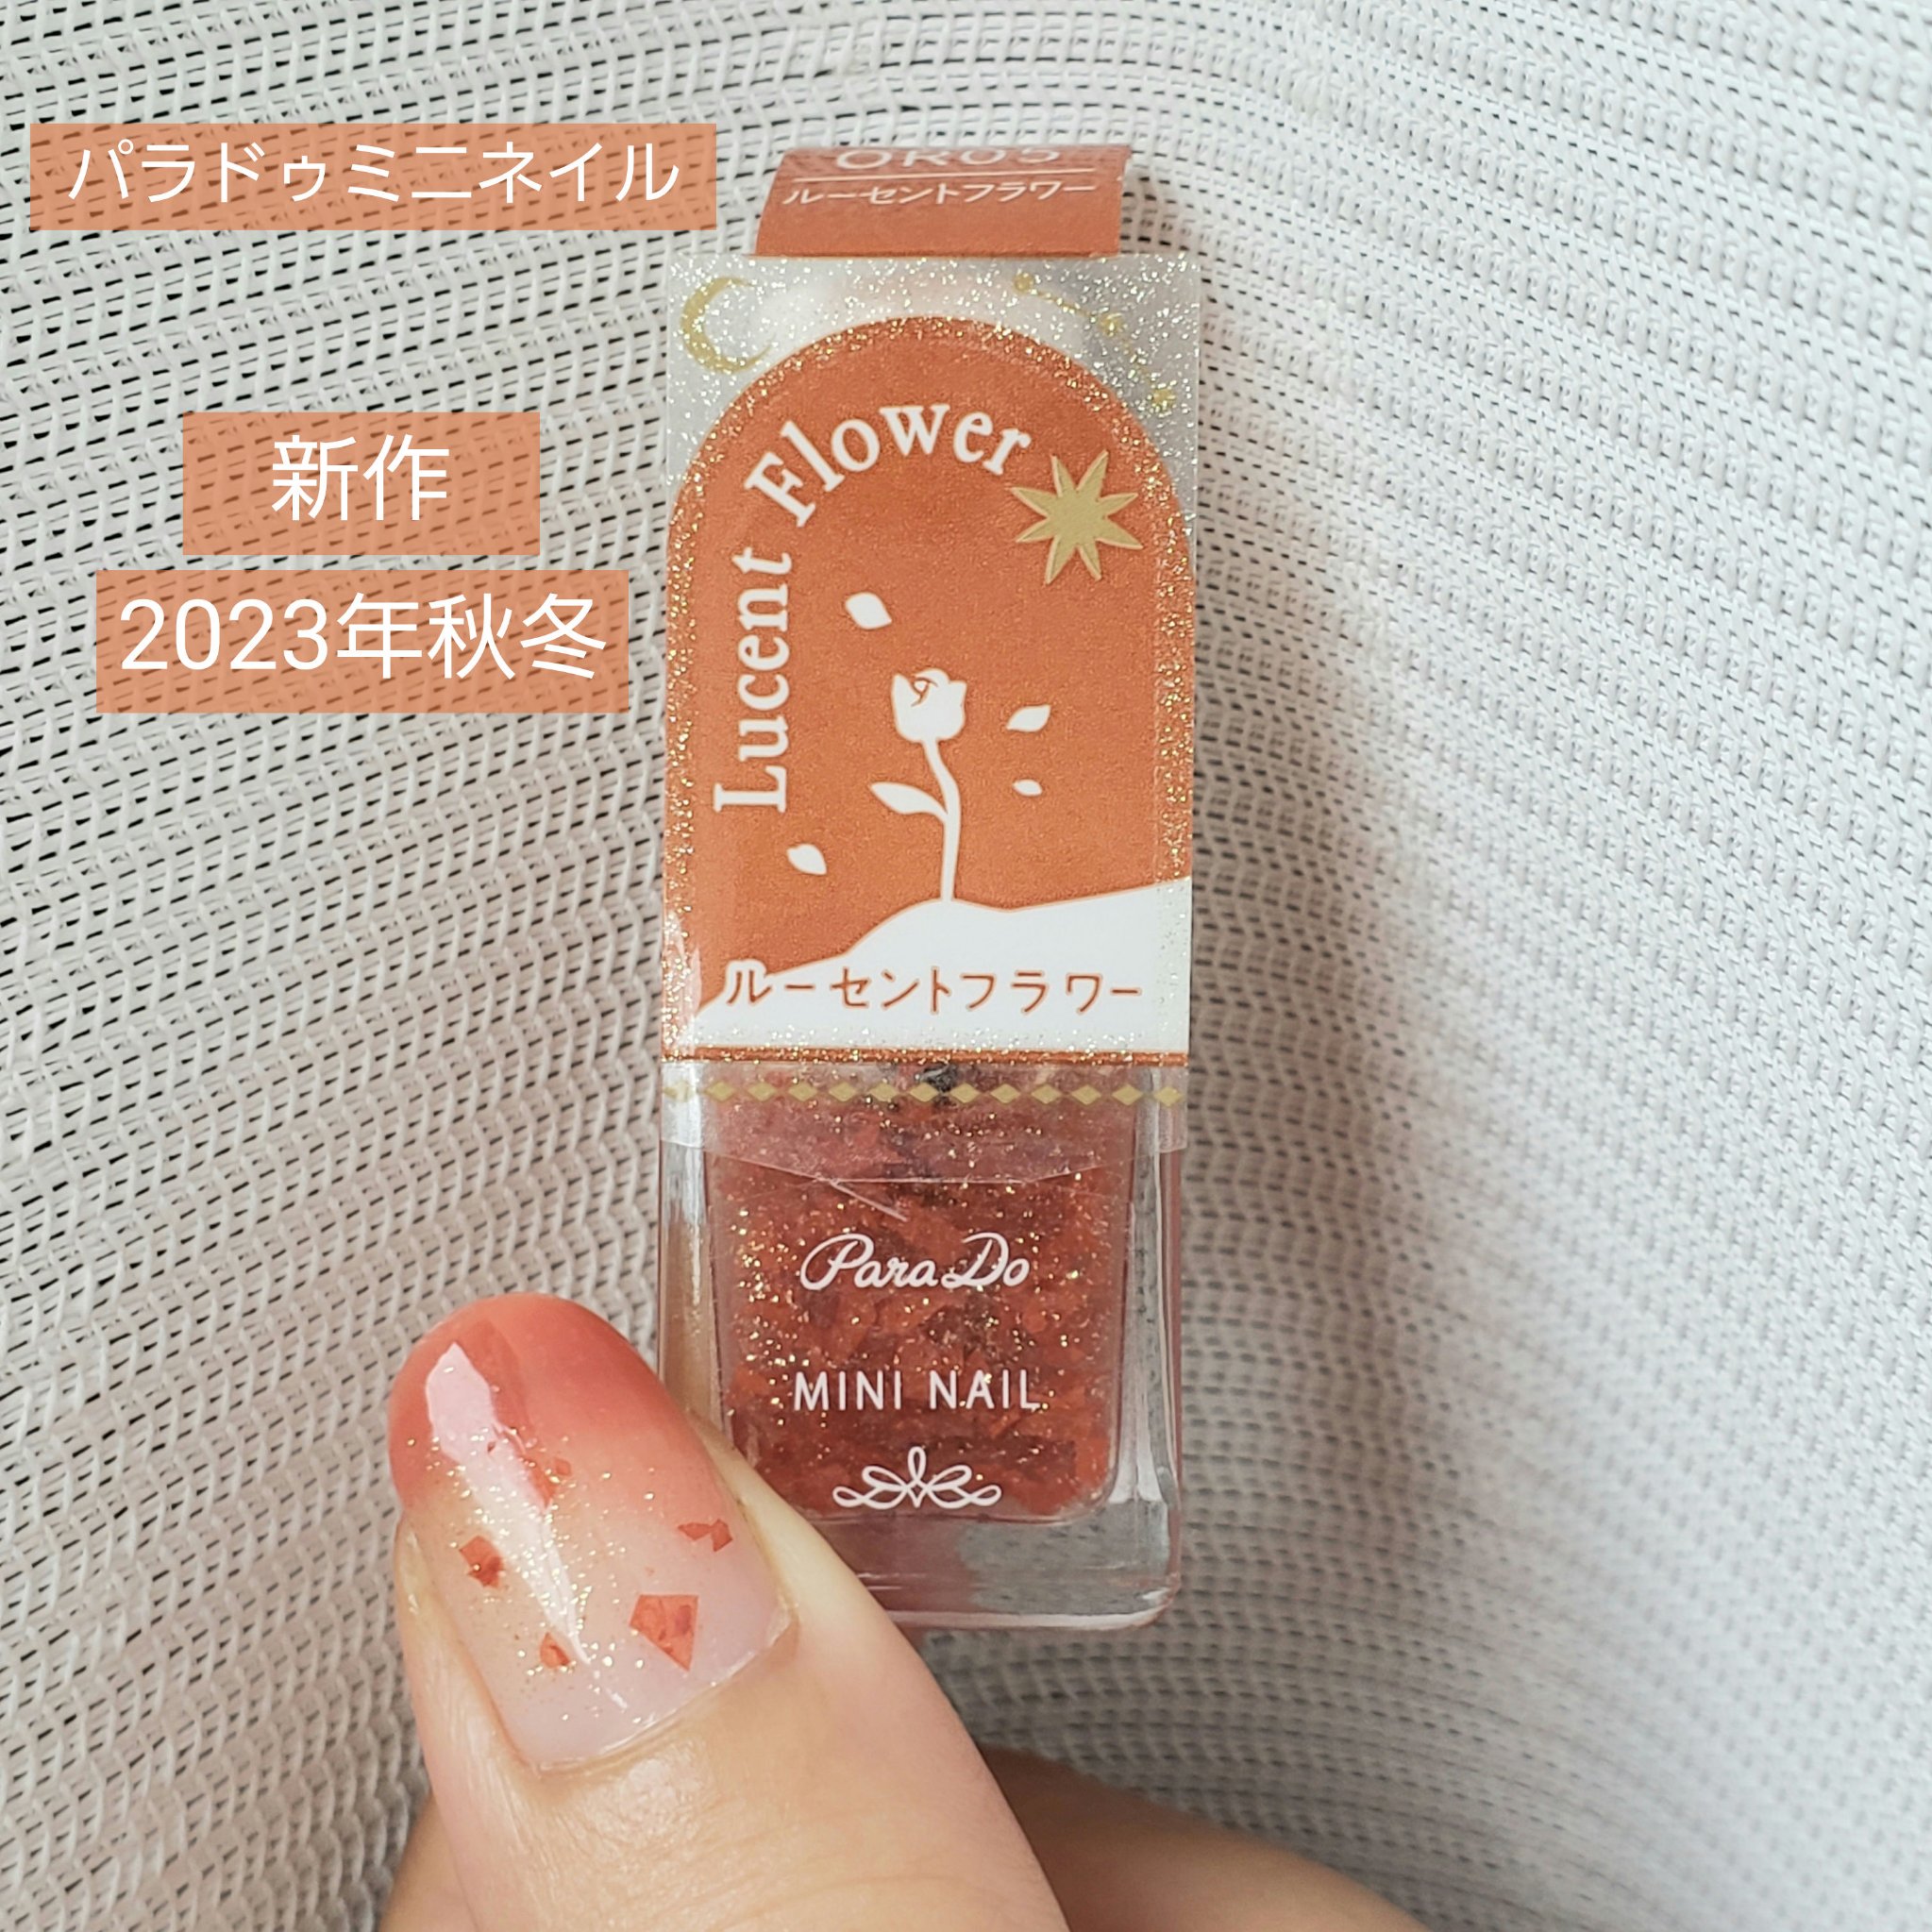 パラドゥミニネイル
新作
2023年秋冬
OR05
ルーセントフラワー
Lucent Flower
ルーセントフラワー
ParaDo
MINI NAIL